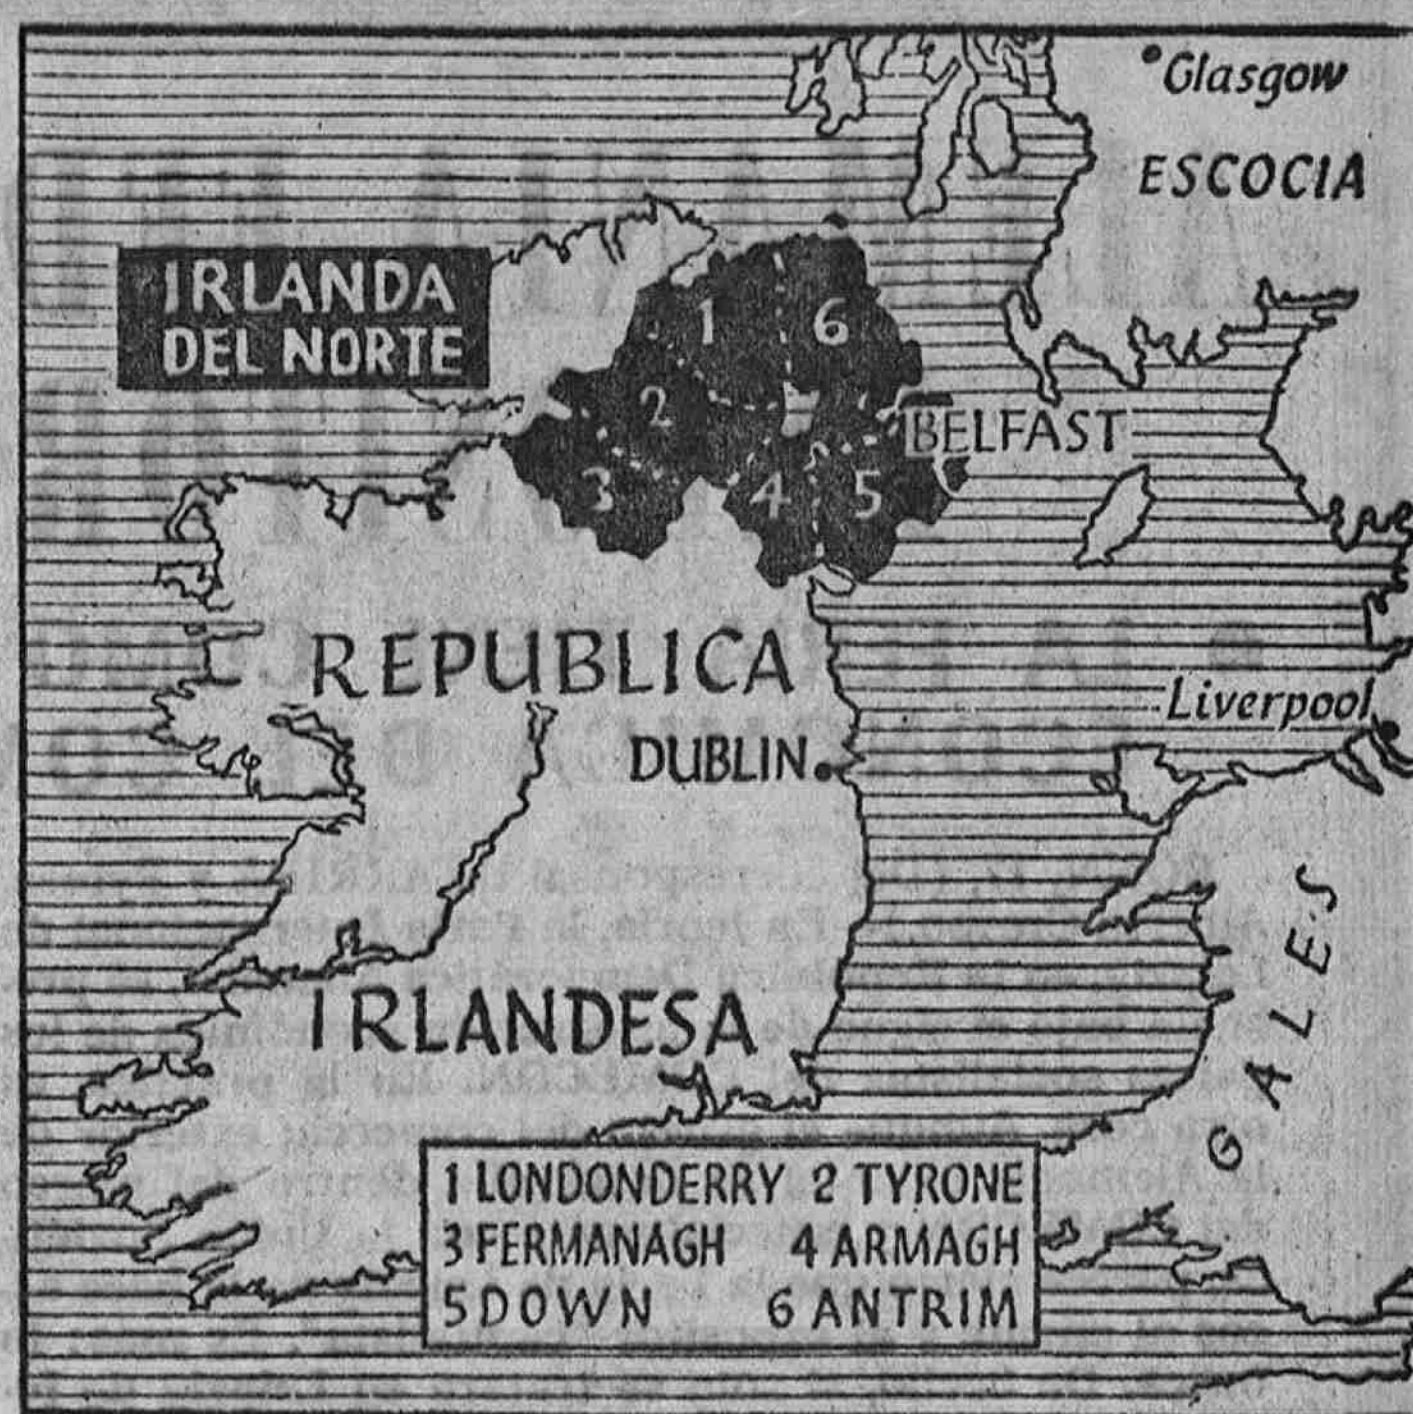 Glasgow
ESCOCIA
IRLANDA
DEL NORTE
1
6
2
BELFAST
3
4
5
REPUBLICA
Liverpool
DUBLIN
GALES
IRLANDESA
1 LONDONDERRY 2 TYRONE
3 FERMANAGH 4 ARMAGH
5 DOWN 6 ANTRIM